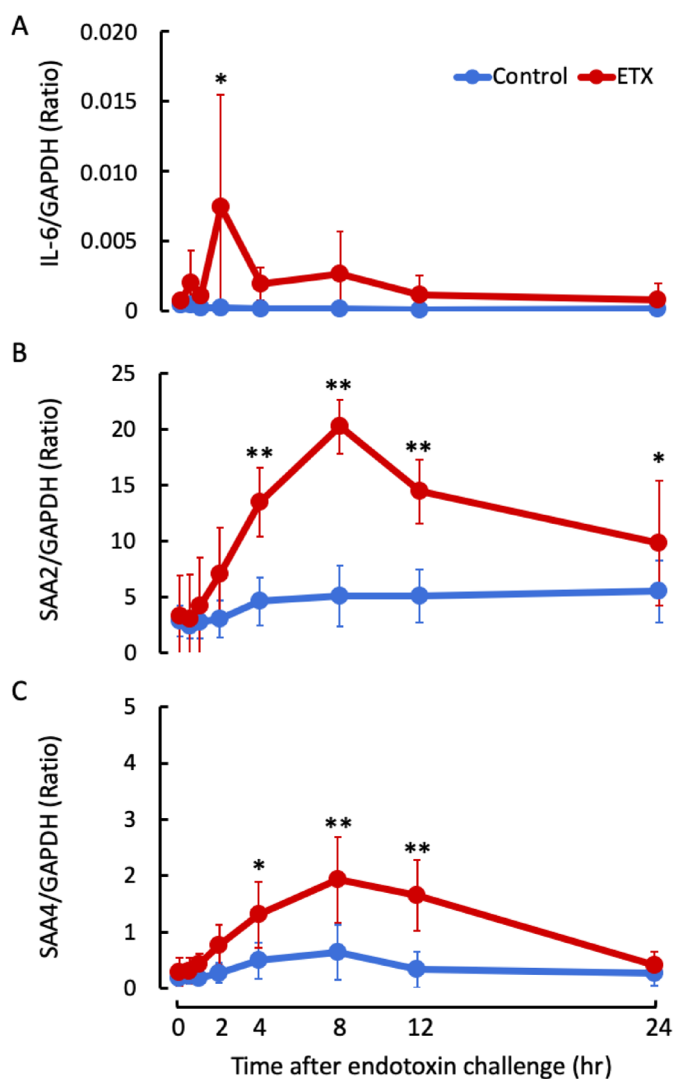 A
IL-6/GAPDH (Ratio)
0.020
0.015
0.010
0.005
0
*
Control ETX
B
SAA2/GAPDH (Ratio)
25
20
15
10
5
0
**
**
**
*
C
SAA4/GAPDH (Ratio)
5
4
3
2
1
0
*
**
**
0 2 4 8 12 24
Time after endotoxin challenge (hr)